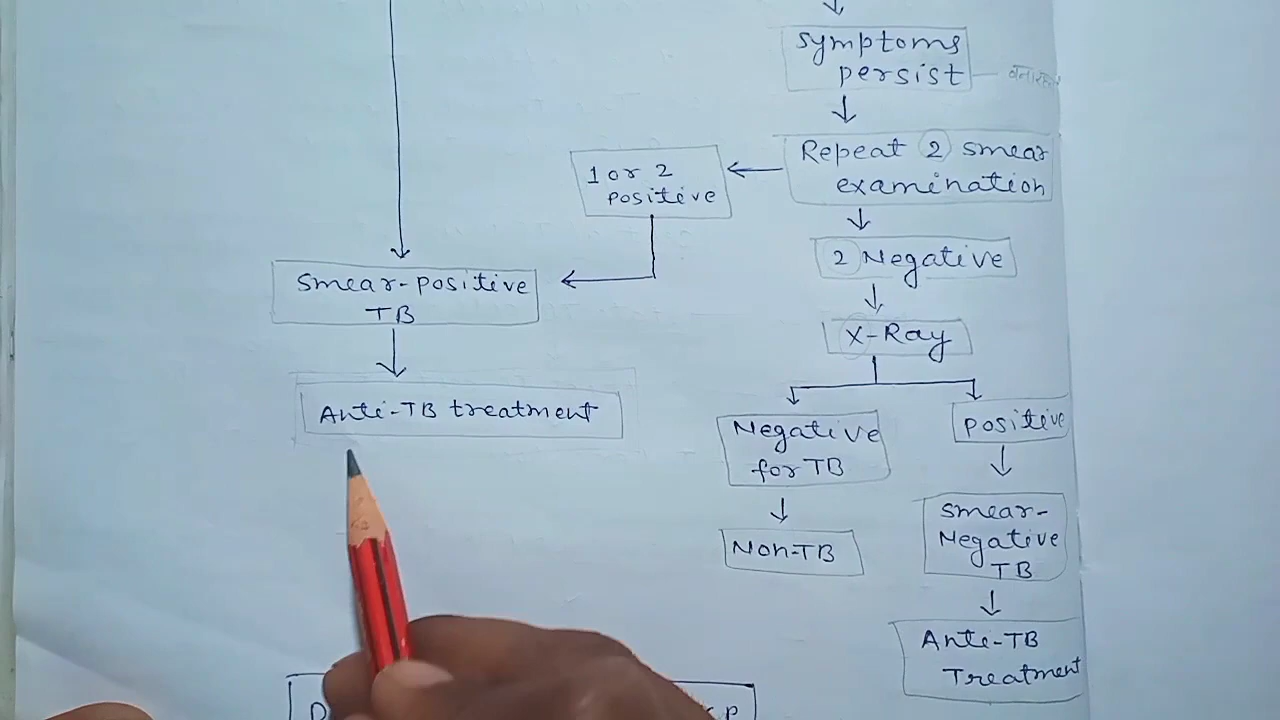 symptoms
persist
Repeat 2 smear
examination
1 or 2
positive
2 Negative
smear-positive
TB
X-Ray
Anti-TB treatment
Negative
for TB
positive
Non-TB
smear-
Negative
TB
Anti-TB
Treatment